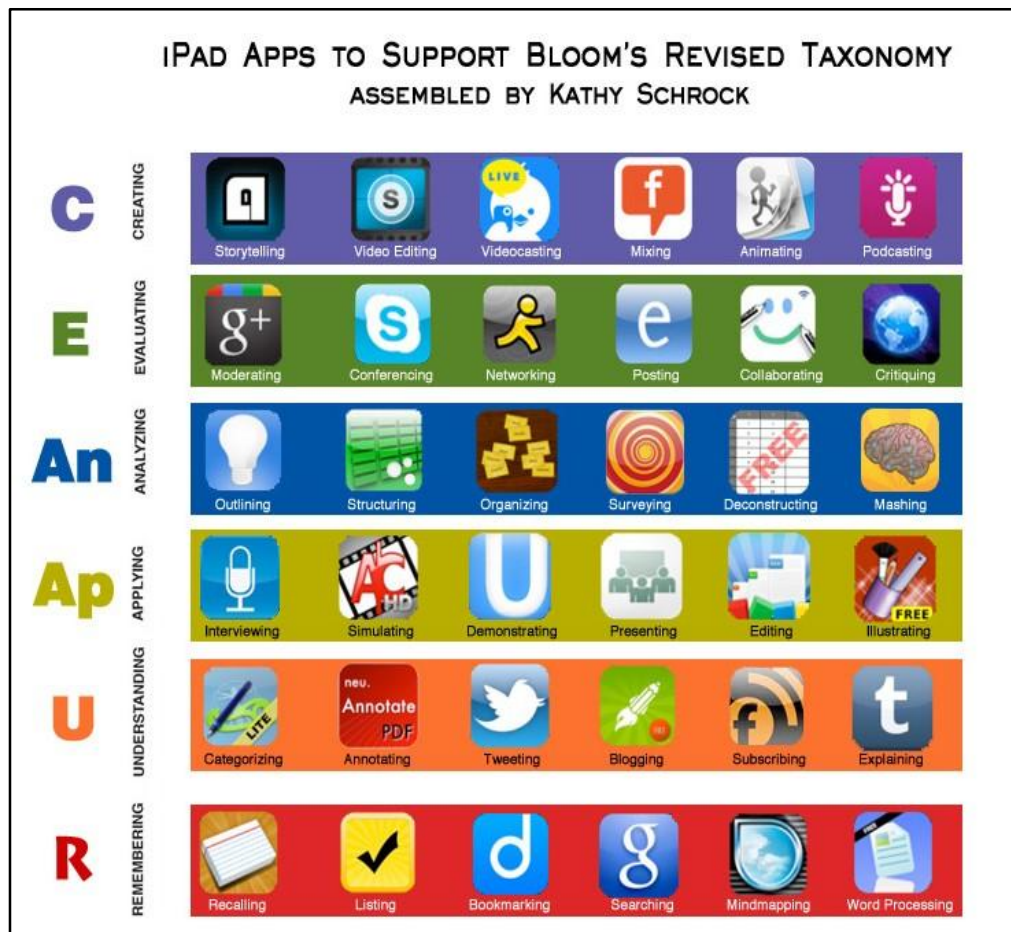 iPad Apps to Support Bloom's Revised Taxonomy
assembled by Kathy Schrock
C
CREATING
LIVE
S
f
Storytelling Video Editing Videocasting Mixing Animating Podcasting
E
EVALUATING
g+
S
e
Moderating Conferencing Networking Posting Collaborating Critiquing
An
ANALYZING
FREE
Outlining Structuring Organizing Surveying Deconstructing Mashing
Ap
APPLYING
AC
HD
U
FREE
Interviewing Simulating Demonstrating Presenting Editing Illustrating
U
UNDERSTANDING
LITE
neu.
Annotate
PDF
f
t
Categorizing Annotating Tweeting Blogging Subscribing Explaining
R
REMEMBERING
d
g
FREE
Recalling Listing Bookmarking Searching Mindmapping Word Processing